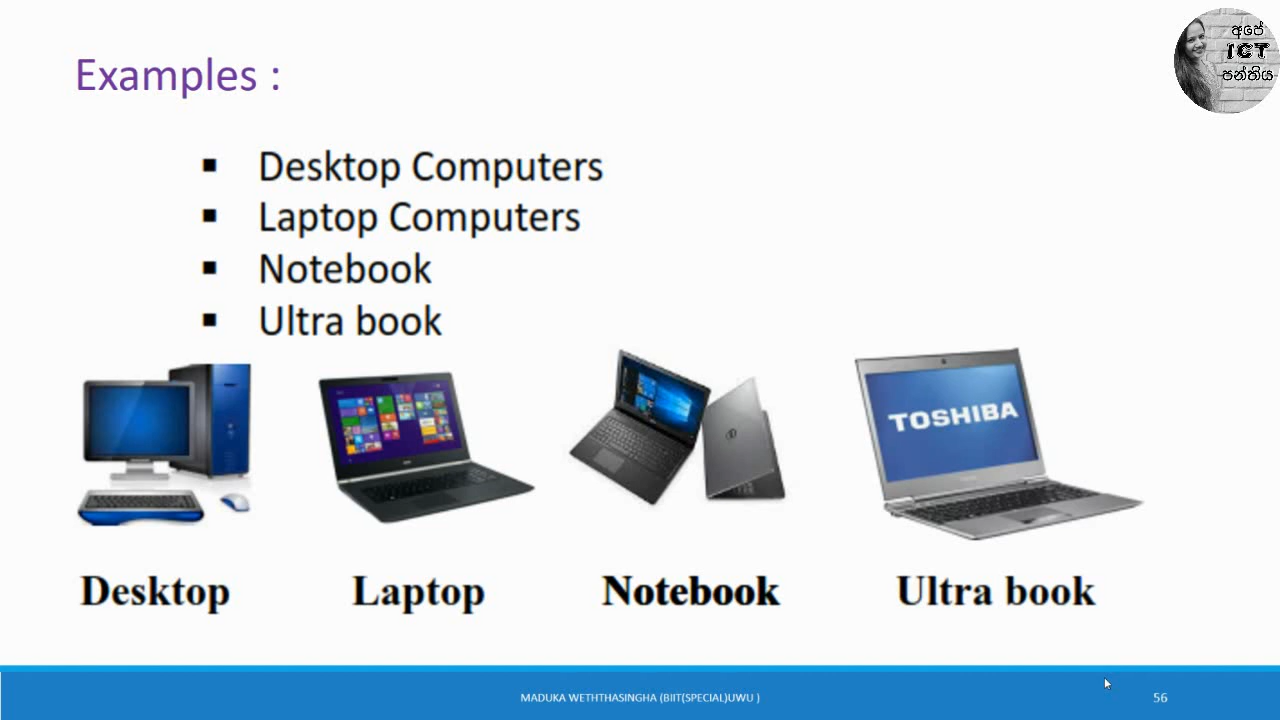 Examples :
අපේ
ICT
පන්තිය
▪ Desktop Computers
▪ Laptop Computers
▪ Notebook
▪ Ultra book
TOSHIBA
Desktop
Laptop
Notebook
Ultra book
MADUKA WETHTHASINGHA (BIIT(SPECIAL)UWU )
56